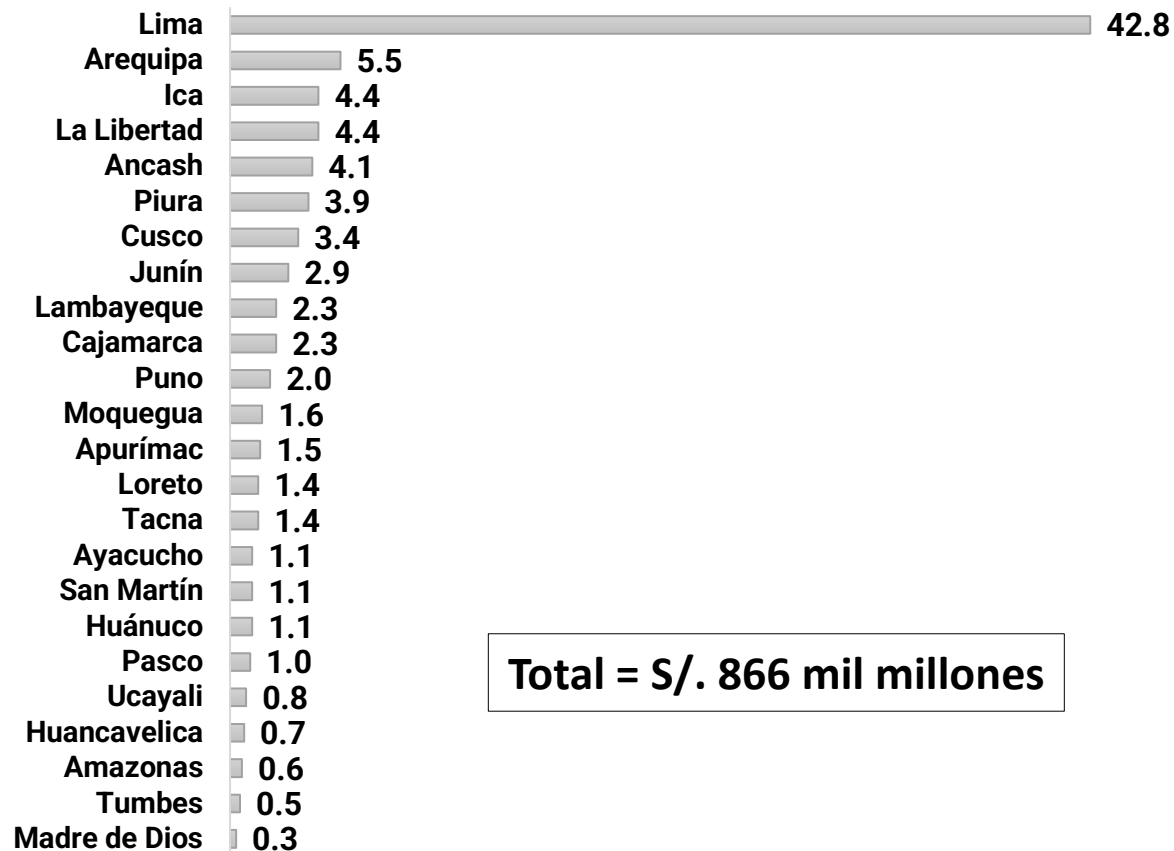 Lima 42.8
Arequipa 5.5
Ica 4.4
La Libertad 4.4
Ancash 4.1
Piura 3.9
Cusco 3.4
Junín 2.9
Lambayeque 2.3
Cajamarca 2.3
Puno 2.0
Moquegua 1.6
Apurímac 1.5
Loreto 1.4
Tacna 1.4
Ayacucho 1.1
San Martín 1.1
Huánuco 1.1
Pasco 1.0
Ucayali 0.8
Huancavelica 0.7
Amazonas 0.6
Tumbes 0.5
Madre de Dios 0.3
Total = S/. 866 mil millones